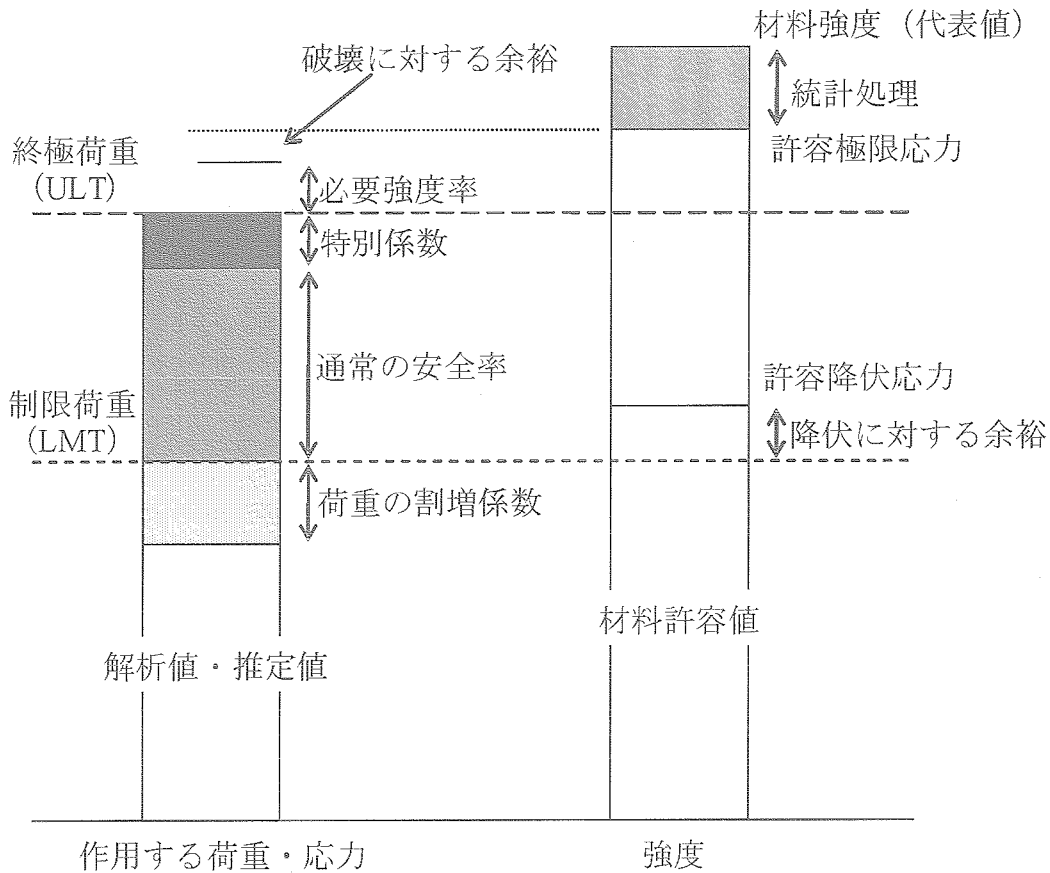 材料強度（代表値）
破壊に対する余裕
統計処理
終極荷重
(ULT)
許容極限応力
必要強度率
特別係数
通常の安全率
許容降伏応力
制限荷重
(LMT)
降伏に対する余裕
荷重の割増係数
材料許容値
解析値・推定値
作用する荷重・応力
強度